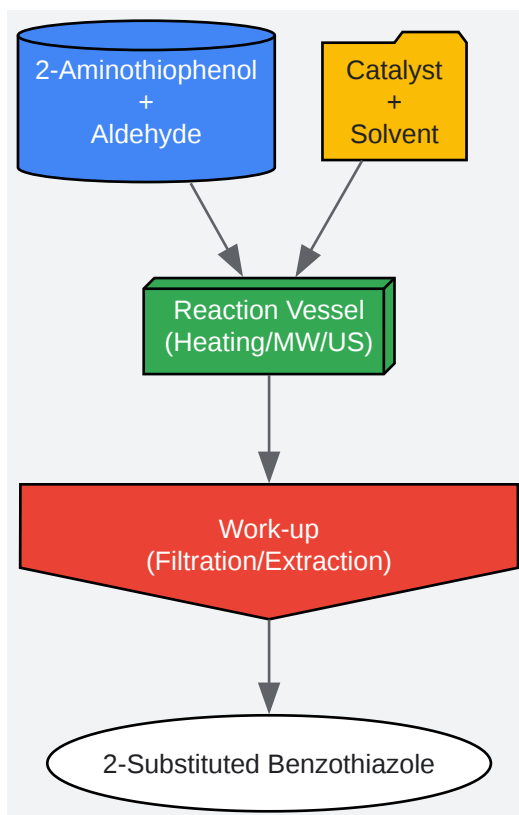 2-Aminothiophenol
+
Aldehyde
Catalyst
+
Solvent
Reaction Vessel
(Heating/MW/US)
Work-up
(Filtration/Extraction)
2-Substituted Benzothiazole